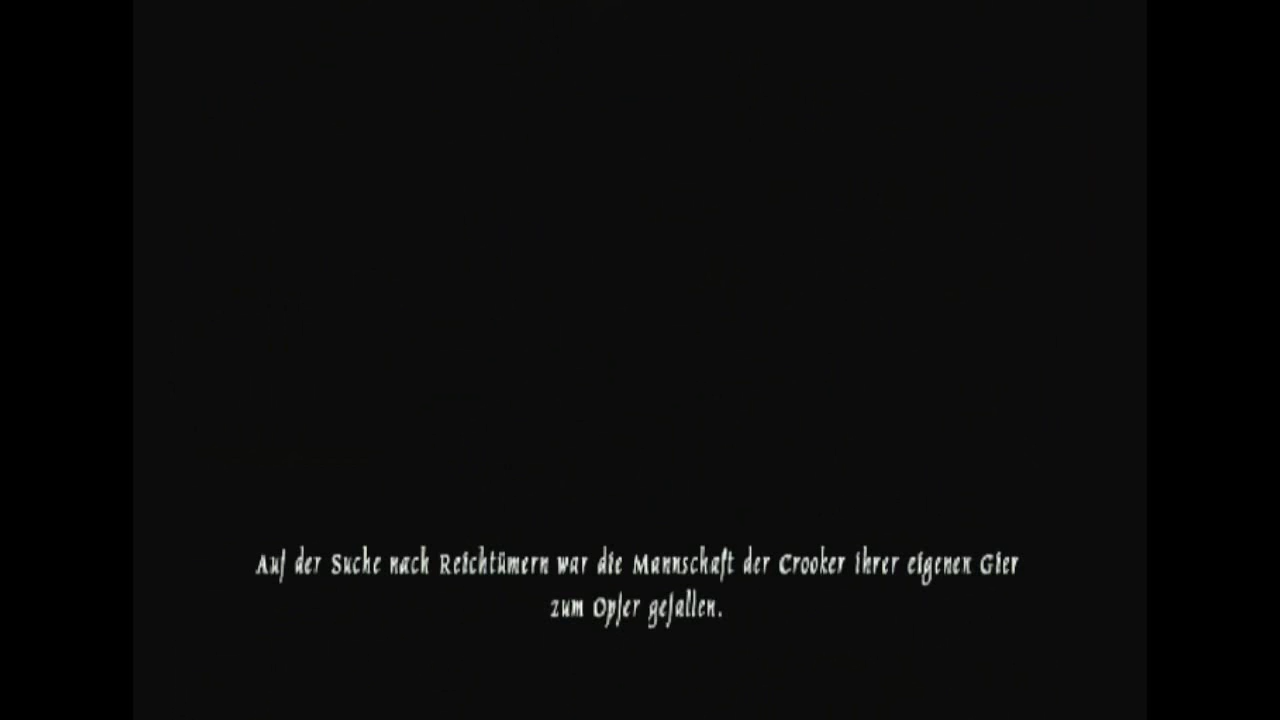 Auf der Suche nach Reichtümern war die Mannschaft der Crooker ihrer eigenen Gier
zum Opfer gefallen.